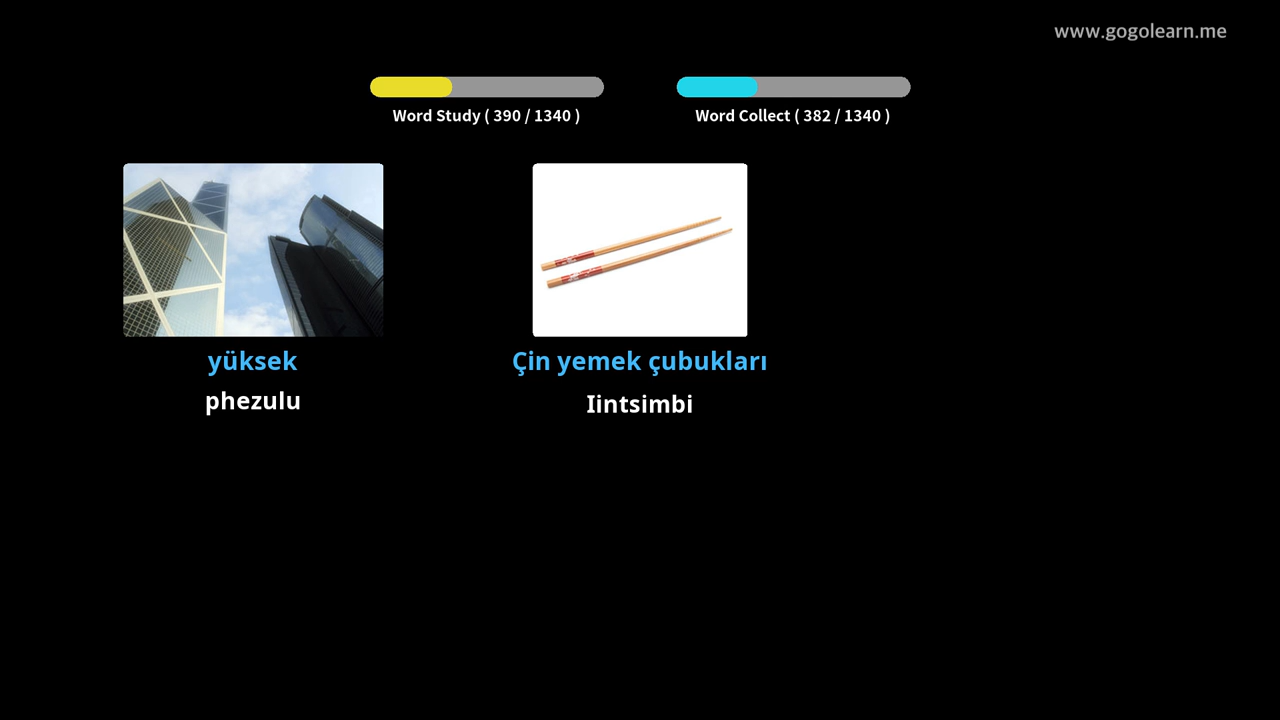 www.gogolearn.me
Word Study ( 390 / 1340 )
Word Collect ( 382 / 1340 )
yüksek
Çin yemek çubukları
phezulu
Iintsimbi